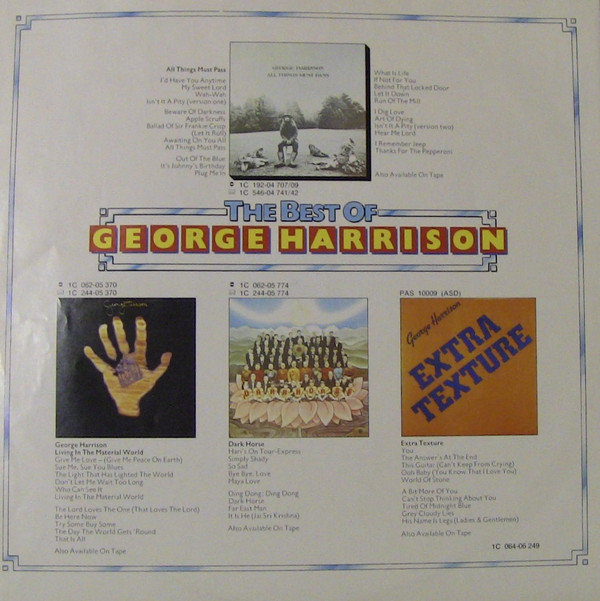 All Things Must Pass
I'd Have You Anytime
My Sweet Lord
Wah-Wah
Isn't It A Pity (version one)
Beware Of Darkness
Apple Scruffs
Ballad Of Sir Frankie Crisp
(Let It Roll)
Awaiting On You All
All Things Must Pass
Out Of The Blue
It's Johnny's Birthday
Plug Me In
GEORGE HARRISON
ALL THINGS MUST PASS
What Is Life
If Not For You
Behind That Locked Door
Let It Down
Run Of The Mill
I Dig Love
Art Of Dying
Isn't It A Pity (version two)
Hear Me Lord
I Remember Jeep
Thanks For The Pepperoni
Also Available On Tape
1C 192-04 707/09
1C 546-04 741/42
THE BEST OF
GEORGE HARRISON
1C 062-05 370
1C 244-05 370
George Harrison
Living In The Material World
Give Me Love – (Give Me Peace On Earth)
Sue Me, Sue You Blues
The Light That Has Lighted The World
Don't Let Me Wait Too Long
Who Can See It
Living In The Material World
The Lord Loves The One (That Loves The Lord)
Be Here Now
Try Some Buy Some
The Day The World Gets 'Round
That Is All
Also Available On Tape
1C 062-05 774
1C 244-05 774
DARK HORSE
Dark Horse
Hari's On Tour-Express
Simply Shady
So Sad
Bye Bye, Love
Maya Love
Ding Dong: Ding Dong
Dark Horse
Far East Man
It Is He (Jai Sri Krishna)
Also Available On Tape
PAS 10009 (ASD)
George Harrison
EXTRA
TEXTURE
Extra Texture
You
The Answer's At The End
This Guitar (Can't Keep From Crying)
Ooh Baby (You Know That I Love You)
World Of Stone
A Bit More Of You
Can't Stop Thinking About You
Tired Of Midnight Blue
Grey Cloudy Lies
His Name Is Legs (Ladies & Gentlemen)
Also Available On Tape
1C 064-06 249